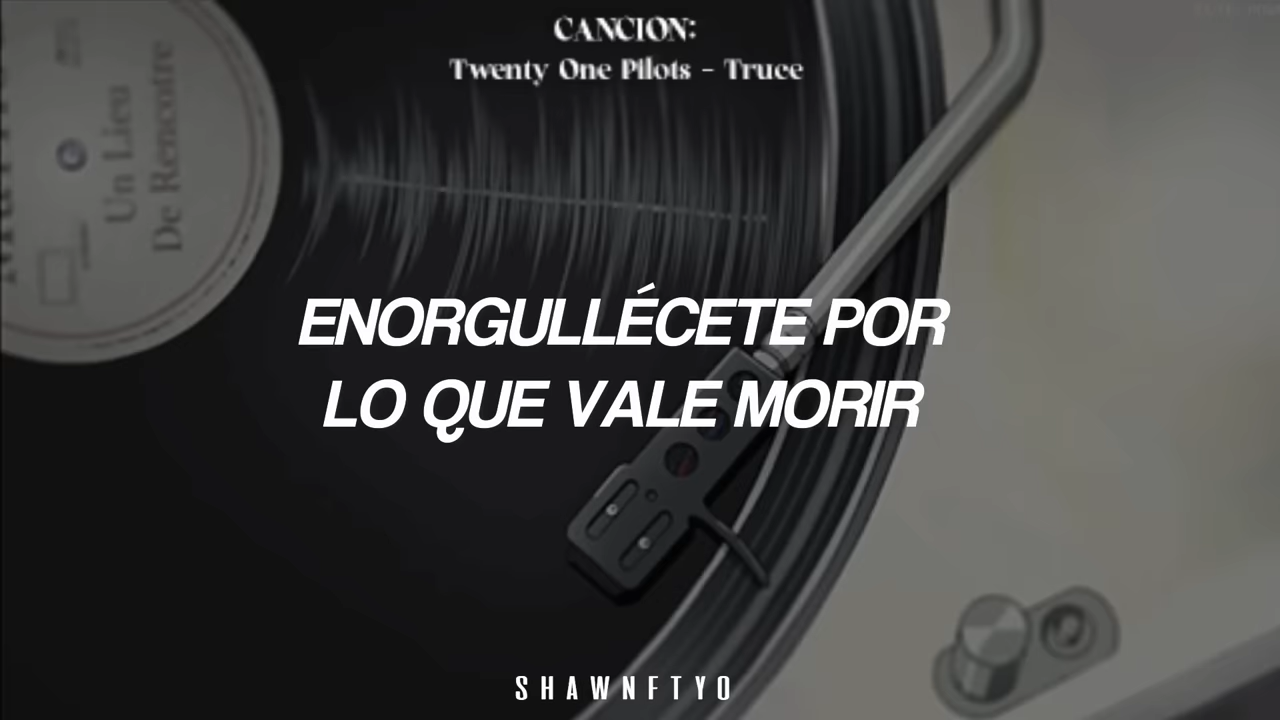 CANCION:
Twenty One Pilots - Truce
Un Lieu
De Rencontre
ENORGULLÉCETE POR
LO QUE VALE MORIR
SHAWNFTYO